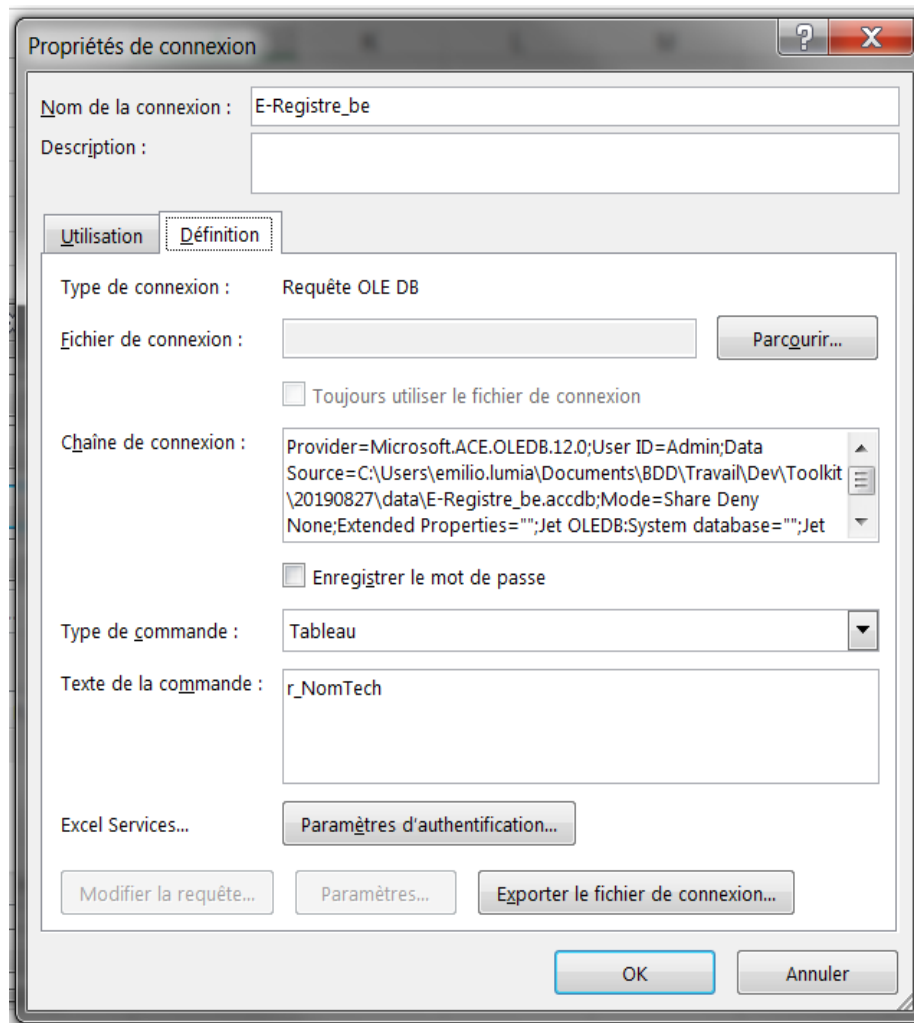 Propriétés de connexion
Nom de la connexion : E-Registre_be
Description :
Utilisation Définition
Type de connexion : Requête OLE DB
Fichier de connexion : Parcourir...
Toujours utiliser le fichier de connexion
Chaîne de connexion : Provider=Microsoft.ACE.OLEDB.12.0;User ID=Admin;Data
Source=C:\Users\emilio.lumia\Documents\BDD\Travail\Dev\Toolkit
\20190827\data\E-Registre_be.accdb;Mode=Share Deny
None;Extended Properties="";Jet OLEDB:System database="";Jet
Enregistrer le mot de passe
Type de commande : Tableau
Texte de la commande : r_NomTech
Excel Services... Paramètres d'authentification...
Modifier la requête... Paramètres... Exporter le fichier de connexion...
OK Annuler